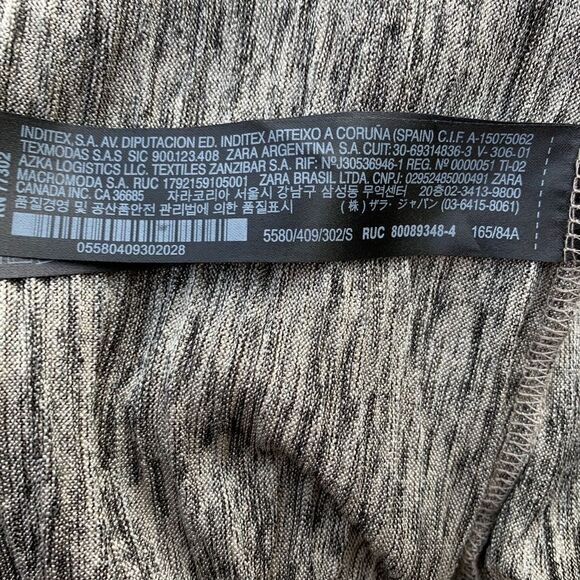 INDITEX, S.A. AV. DIPUTACION ED. INDITEX ARTEIXO A CORUÑA (SPAIN) C.I.F. A-15075062
TEXMODAS S.A.S SIC 900.123.408 ZARA ARGENTINA S.A. CUIT: 30-69314836-3 V-306-01
AZKA LOGISTICS LLC. TEXTILES ZANZIBAR S.A. RIF: NºJ30536946-1 REG. Nº 0000051 TI-02
MACROMODA S.A. RUC 1792159105001 ZARA BRASIL LTDA. CNPJ: 02952485000491 ZARA
CANADA INC. CA 36685 자라코리아 서울시 강남구 삼성동 무역센터 20층 02-3413-9800
품질경영 및 공산품안전 관리법에 의한 품질표시 (株) ザラ・ジャパン (03-6415-8061)
05580409302028 5580/409/302/S RUC 80089348-4 165/84A
17302